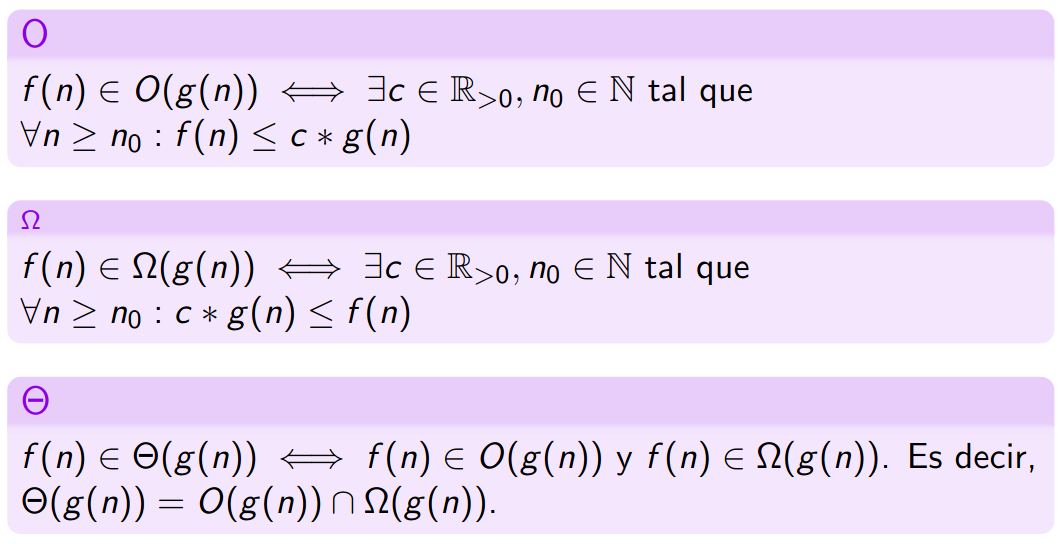 O
f(n) ∈ O(g(n)) ⟺ ∃c ∈ ℝ>0, n₀ ∈ ℕ tal que
∀n ≥ n₀ : f(n) ≤ c ∗ g(n)
Ω
f(n) ∈ Ω(g(n)) ⟺ ∃c ∈ ℝ>0, n₀ ∈ ℕ tal que
∀n ≥ n₀ : c ∗ g(n) ≤ f(n)
Θ
f(n) ∈ Θ(g(n)) ⟺ f(n) ∈ O(g(n)) y f(n) ∈ Ω(g(n)). Es decir,
Θ(g(n)) = O(g(n)) ∩ Ω(g(n)).